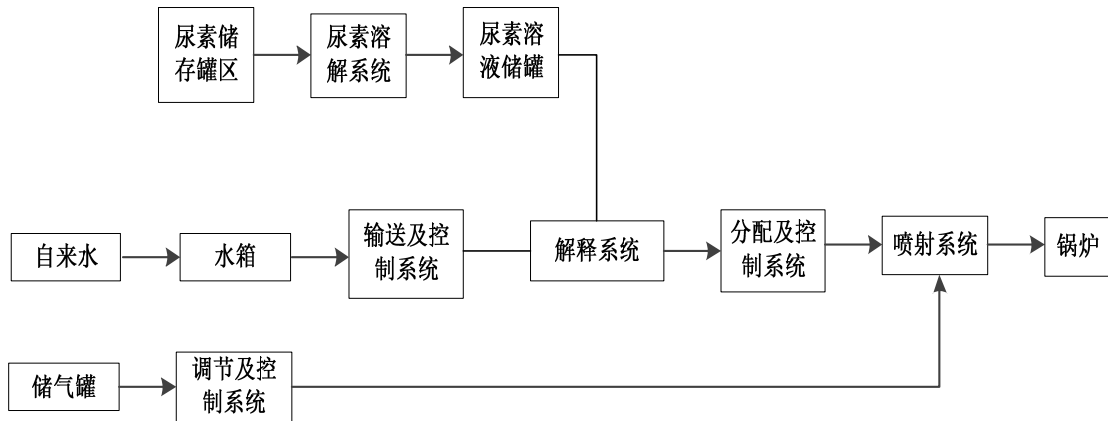 尿素储
存罐区
尿素溶
解系统
尿素溶
液储罐
自来水
水箱
输送及控
制系统
解释系统
分配及控
制系统
喷射系统
锅炉
储气罐
调节及控
制系统